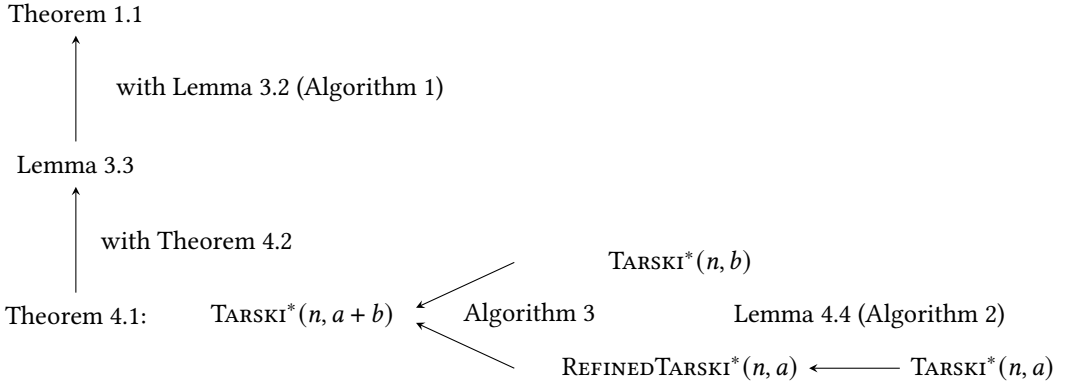 Theorem 1.1
with Lemma 3.2 (Algorithm 1)
Lemma 3.3
with Theorem 4.2
TARSKI*(n, b)
Theorem 4.1: TARSKI*(n, a + b) Algorithm 3 Lemma 4.4 (Algorithm 2)
REFINEDTARSKI*(n, a) TARSKI*(n, a)